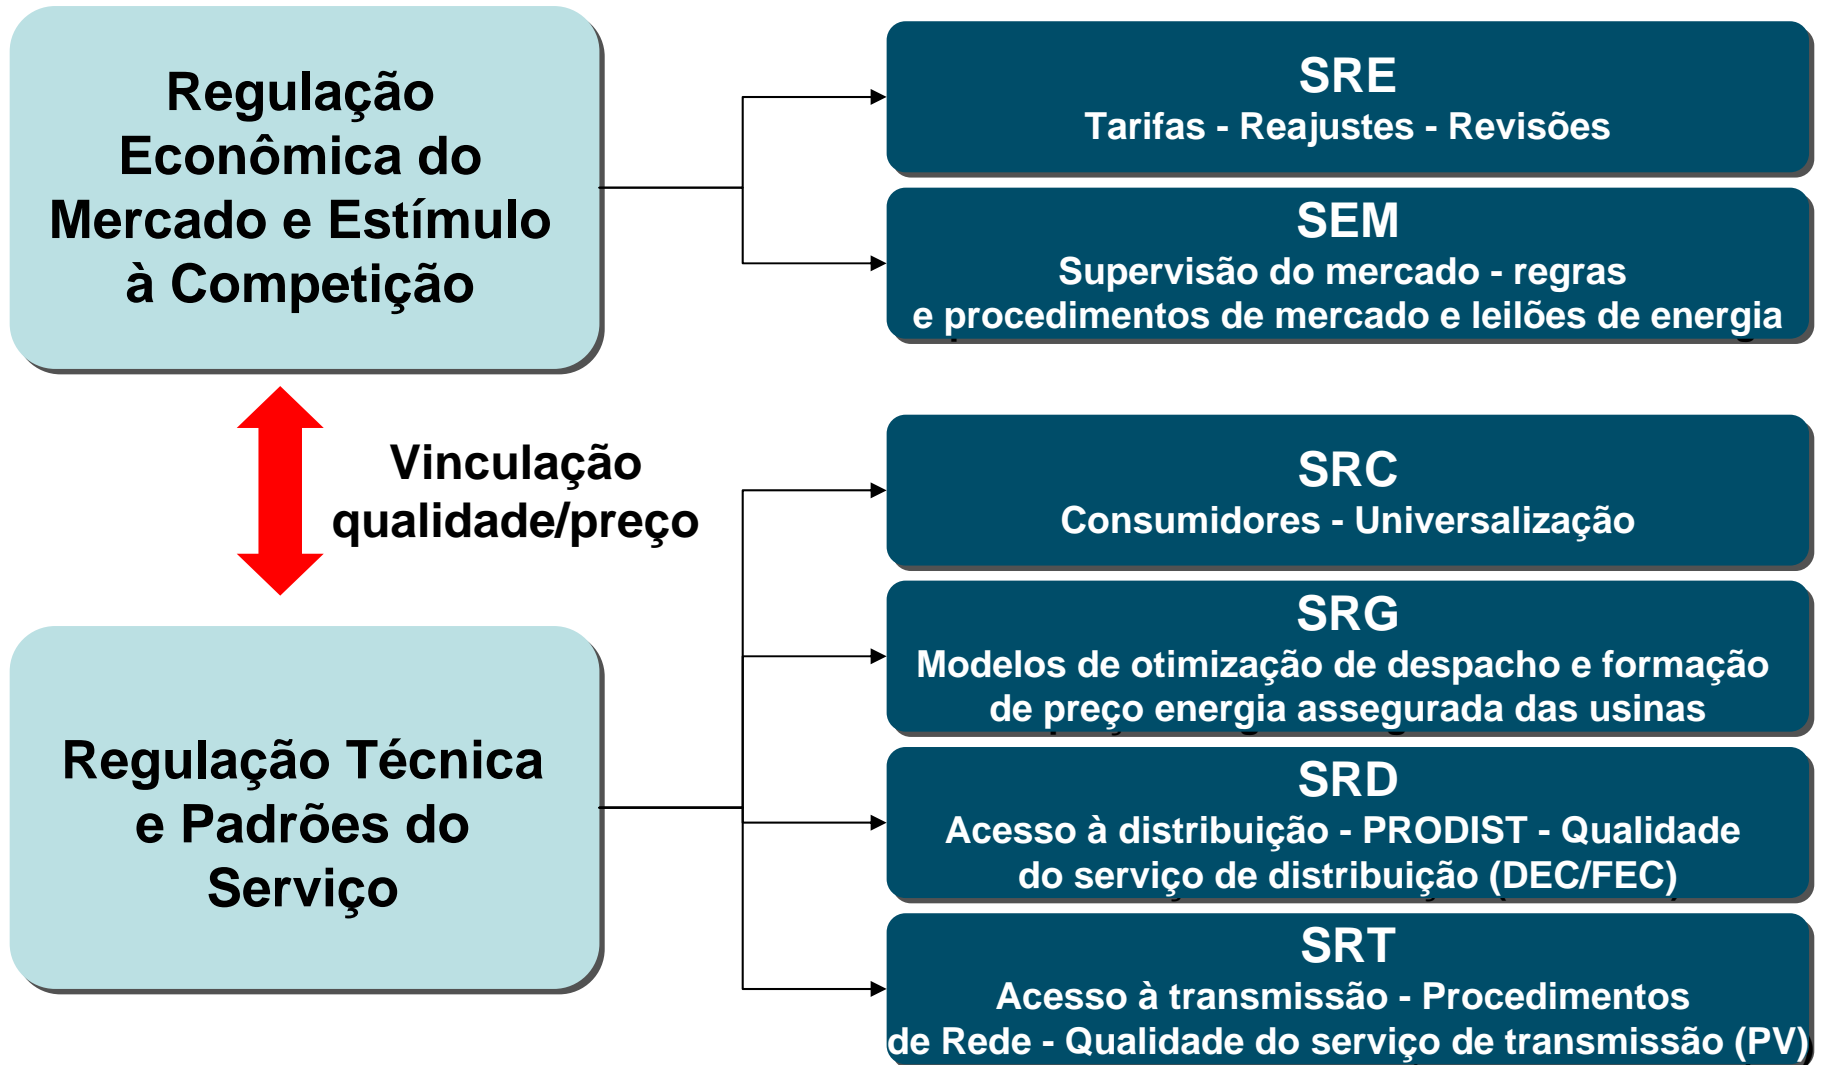 Regulação
Econômica do
Mercado e Estímulo
à Competição
SRE
Tarifas - Reajustes - Revisões
SEM
Supervisão do mercado - regras
e procedimentos de mercado e leilões de energia
Vinculação
qualidade/preço
Regulação Técnica
e Padrões do
Serviço
SRC
Consumidores - Universalização
SRG
Modelos de otimização de despacho e formação
de preço energia assegurada das usinas
SRD
Acesso à distribuição - PRODIST - Qualidade
do serviço de distribuição (DEC/FEC)
SRT
Acesso à transmissão - Procedimentos
de Rede - Qualidade do serviço de transmissão (PV)